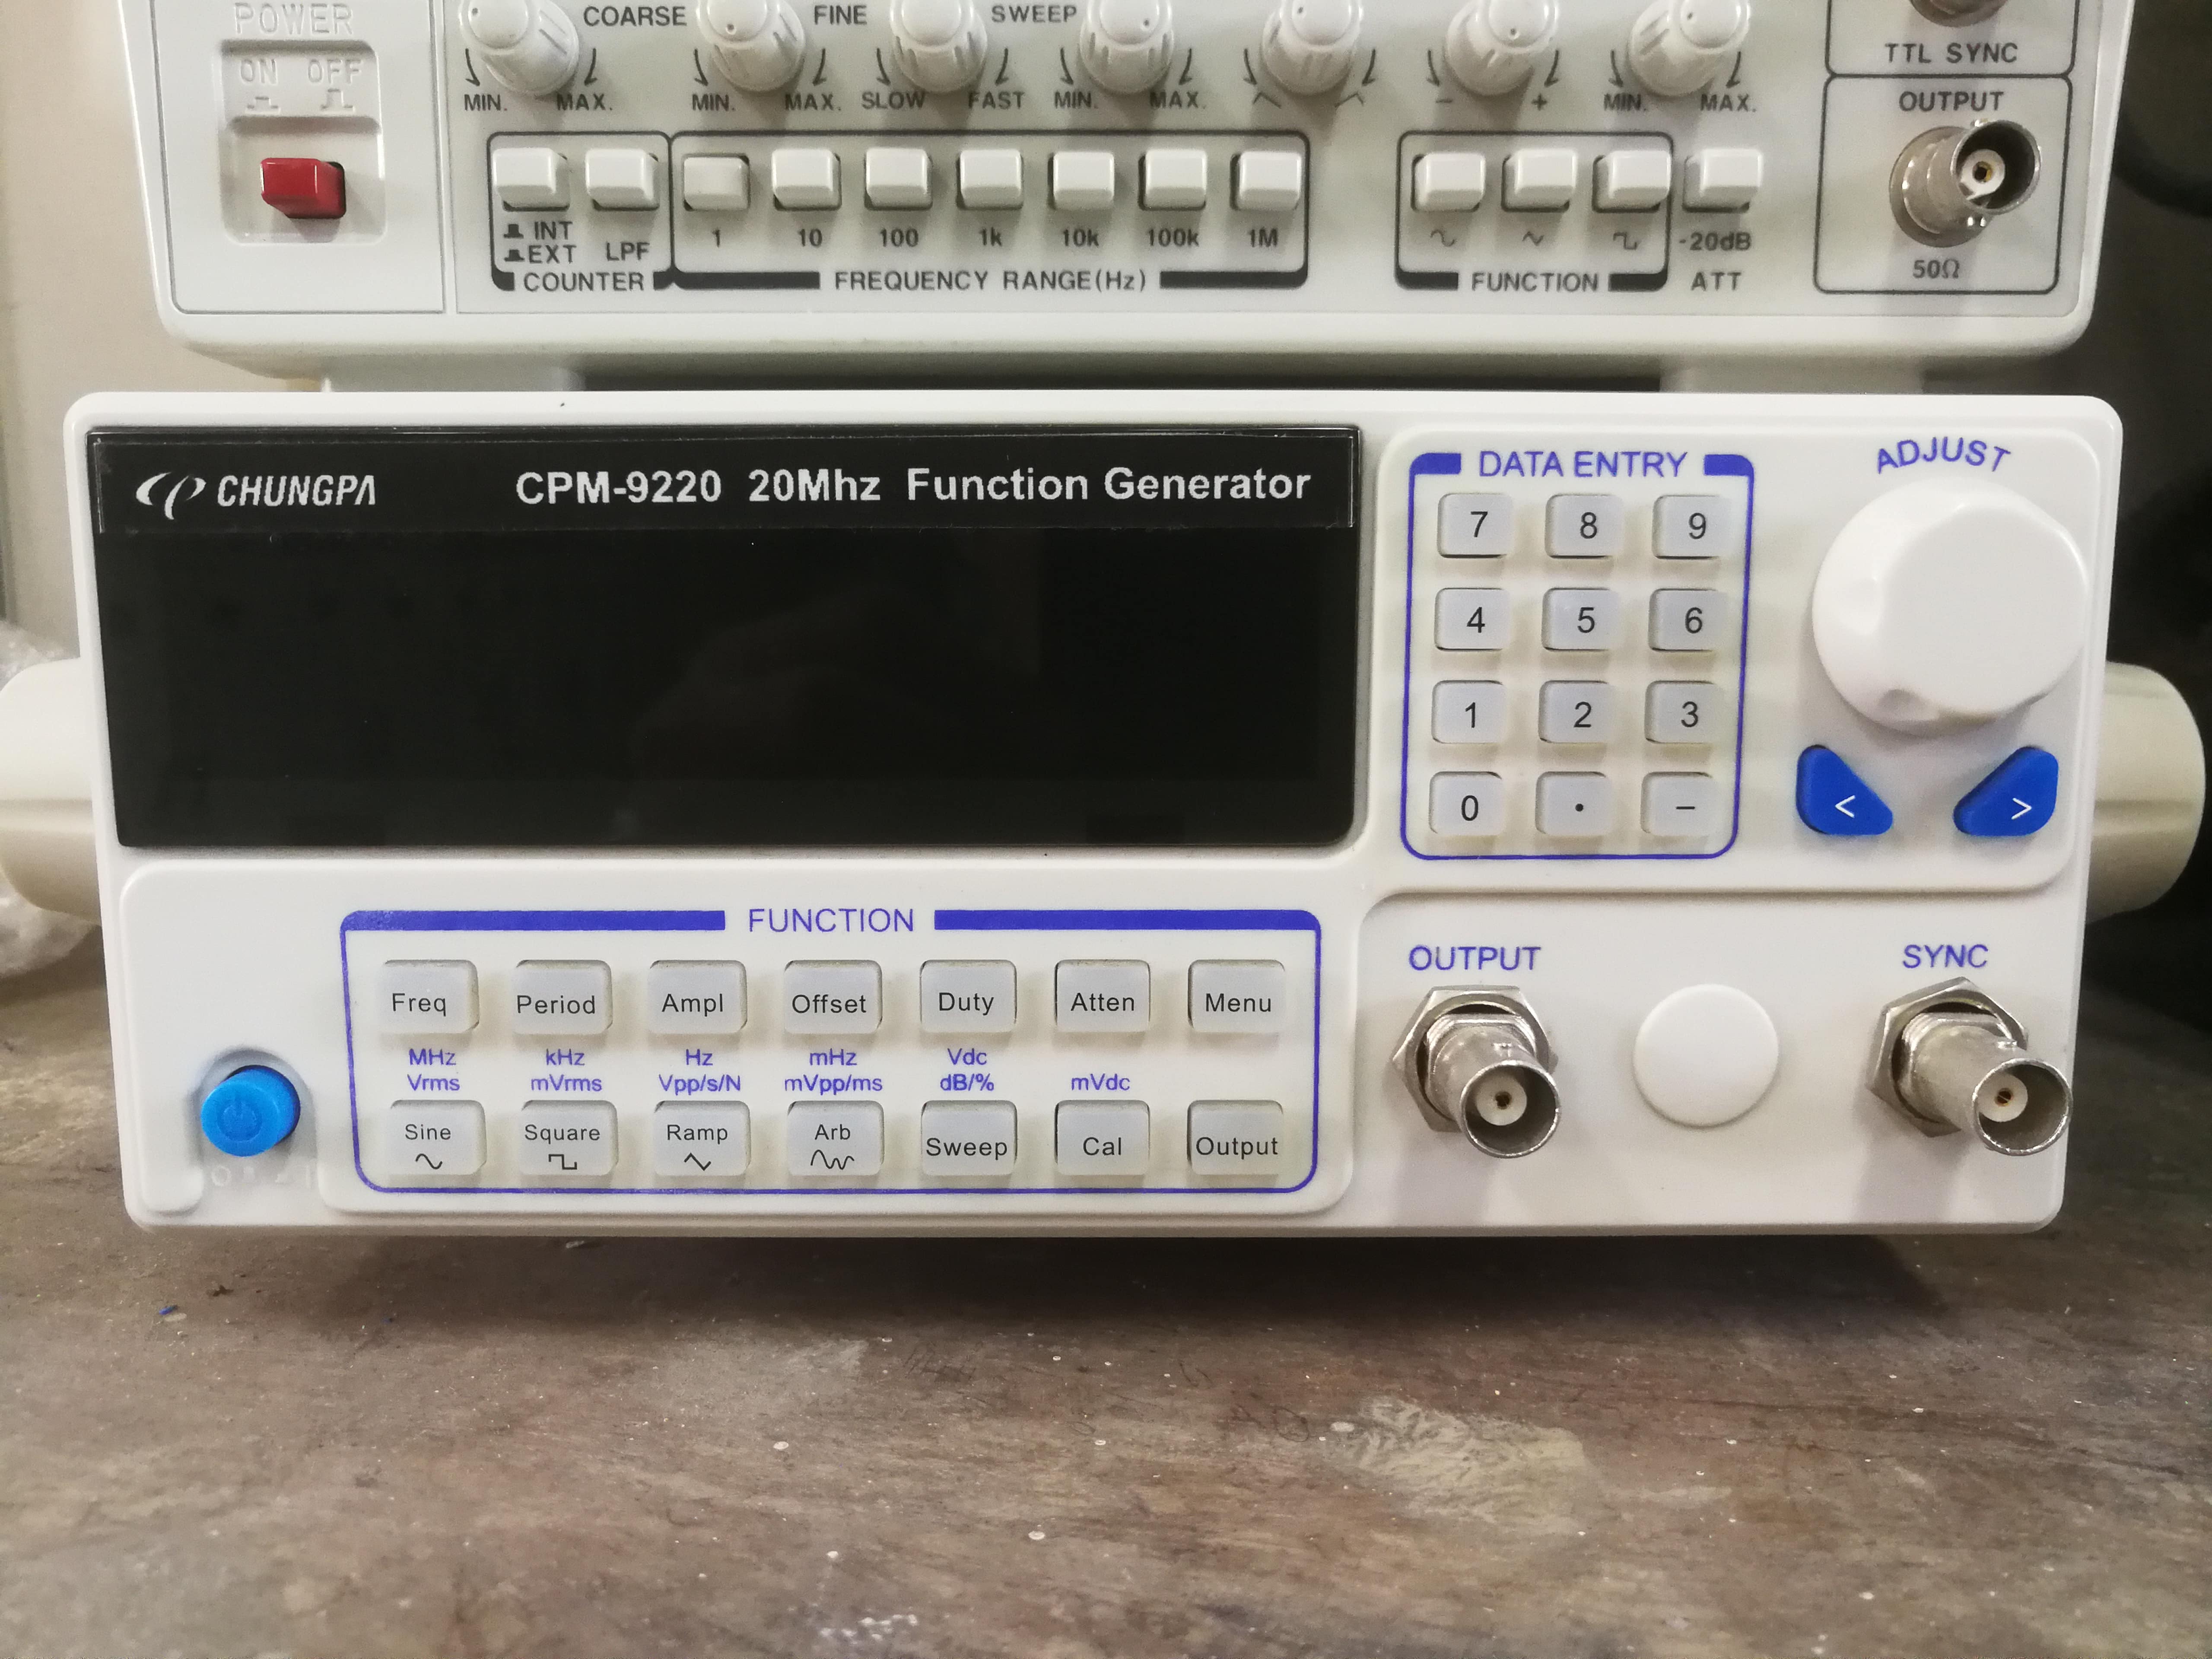 POWER
ON OFF
COARSE FINE SWEEP
MIN. MAX. MIN. MAX. SLOW FAST MIN. MAX. - + MIN. MAX.
TTL SYNC
OUTPUT
50Ω
INT
EXT
LPF
COUNTER
1 10 100 1k 10k 100k 1M
FREQUENCY RANGE(Hz)
FUNCTION
-20dB
ATT
CHUNGPA CPM-9220 20Mhz Function Generator
DATA ENTRY
7 8 9
4 5 6
1 2 3
0 • −
ADJUST
< >
FUNCTION
Freq Period Ampl Offset Duty Atten Menu
MHz kHz Hz mHz Vdc
Vrms mVrms Vpp/s/N mVpp/ms dB/% mVdc
Sine Square Ramp Arb Sweep Cal Output
OUTPUT SYNC